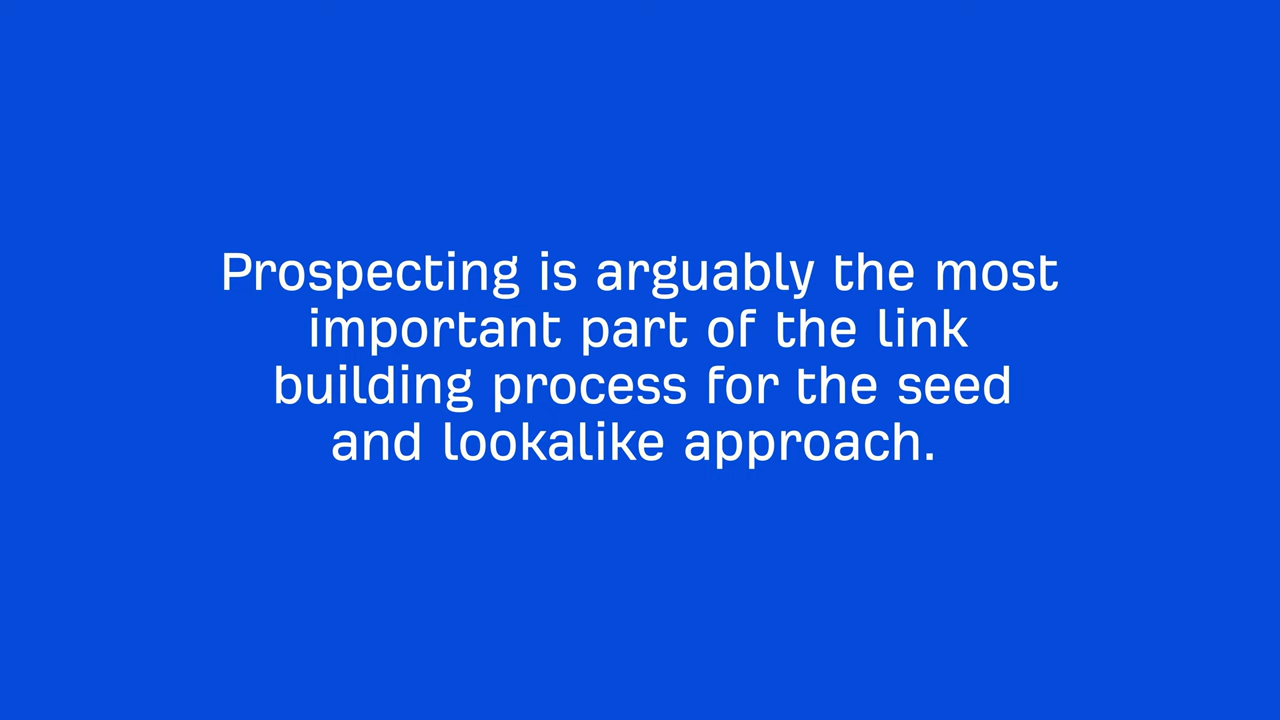 Prospecting is arguably the most
important part of the link
building process for the seed
and lookalike approach.